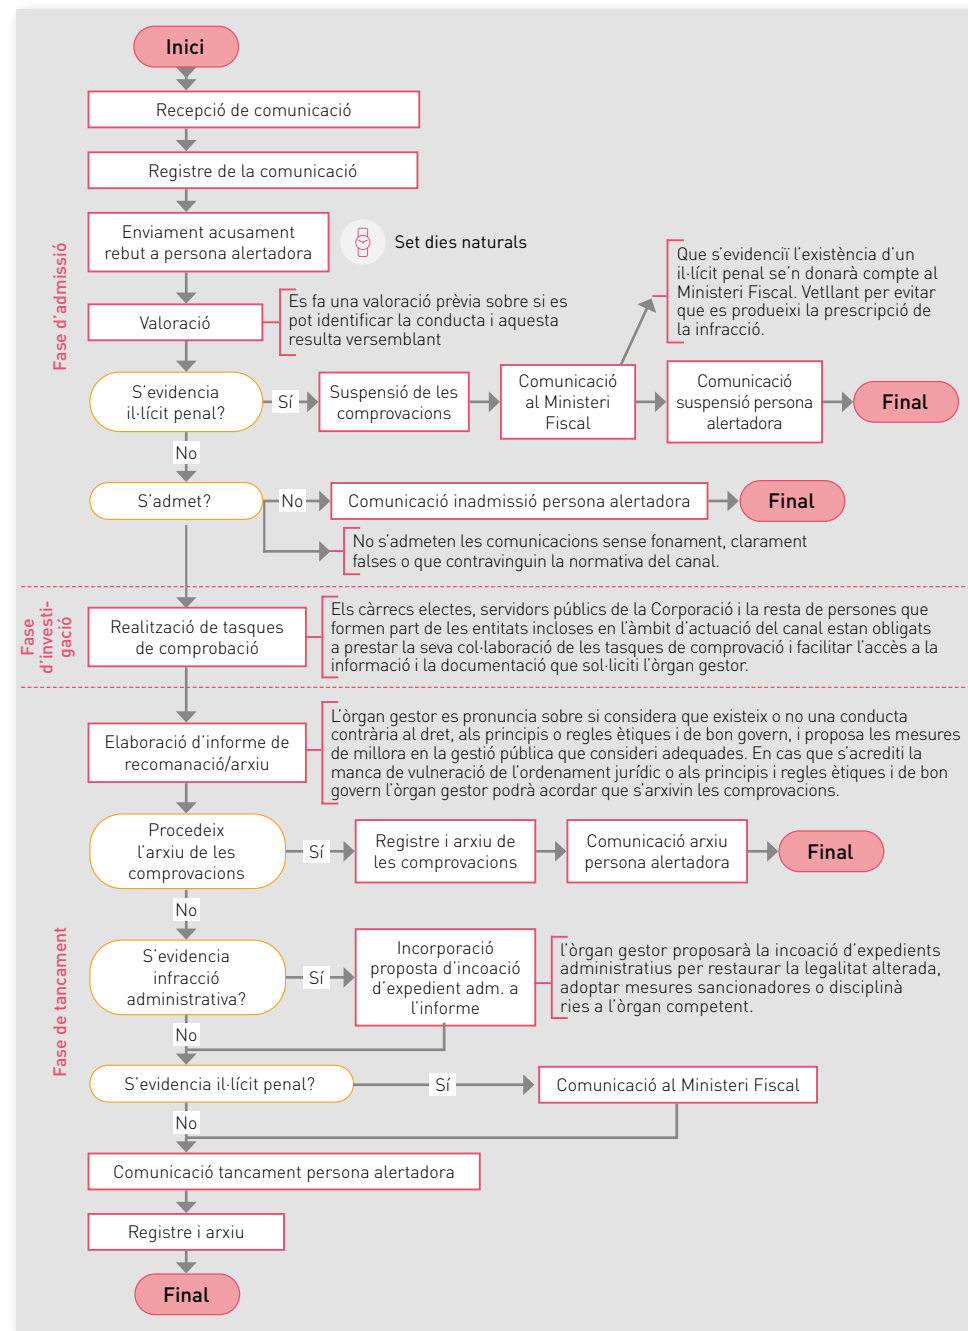 Inici
Recepció de comunicació
Registre de la comunicació
Enviament acusament
rebut a persona alertadora
Set dies naturals
Fase d'admissió
Valoració
Es fa una valoració prèvia sobre si es
pot identificar la conducta i aquesta
resulta versemblant
Que s'evidenciï l'existència d'un
il·lícit penal se'n donarà compte al
Ministeri Fiscal. Vetllant per evitar
que es produeixi la prescripció de
la infracció.
S'evidencia
il·lícit penal?
Sí
Suspensió de les
comprovacions
Comunicació
al Ministeri
Fiscal
Comunicació
suspensió persona
alertadora
Final
No
S'admet?
No
Comunicació inadmissió persona alertadora
Final
No s'admeten les comunicacions sense fonament, clarament
falses o que contravinguin la normativa del canal.
Fase
d'investi-
gació
Realització de tasques
de comprobació
Els càrrecs electes, servidors públics de la Corporació i la resta de persones que
formen part de les entitats incloses en l'àmbit d'actuació del canal estan obligats
a prestar la seva col·laboració de les tasques de comprovació i facilitar l'accès a la
informació i la documentació que sol·liciti l'òrgan gestor.
Elaboració d'informe de
recomanació/arxiu
L'òrgan gestor es pronuncia sobre si considera que existeix o no una conducta
contrària al dret, als principis o regles ètiques i de bon govern, i proposa les mesures
de millora en la gestió pública que consideri adequades. En cas que s'acrediti la
manca de vulneració de l'ordenament jurídic o als principis i regles ètiques i de bon
govern l'òrgan gestor podrà acordar que s'arxivin les comprovacions.
Procedeix
l'arxiu de les
comprovacions
Sí
Registre i arxiu de
les comprovacions
Comunicació arxiu
persona alertadora
Final
No
Fase de tancament
S'evidencia
infracció
administrativa?
Sí
Incorporació
proposta d'incoació
d'expedient adm. a
l'informe
l'òrgan gestor proposarà la incoació d'expedients
administratius per restaurar la legalitat alterada,
adoptar mesures sancionadores o disciplinà
ries a l'òrgan competent.
No
S'evidencia il·lícit penal?
Sí
Comunicació al Ministeri Fiscal
No
Comunicació tancament persona alertadora
Registre i arxiu
Final